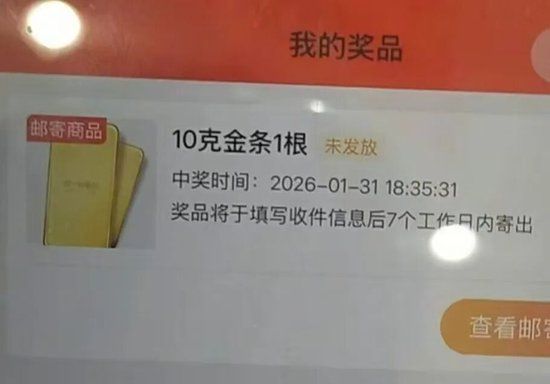 我的奖品
邮寄商品
10克金条1根 未发放
中奖时间：2026-01-31 18:35:31
奖品将于填写收件信息后7个工作日内寄出
查看邮寄